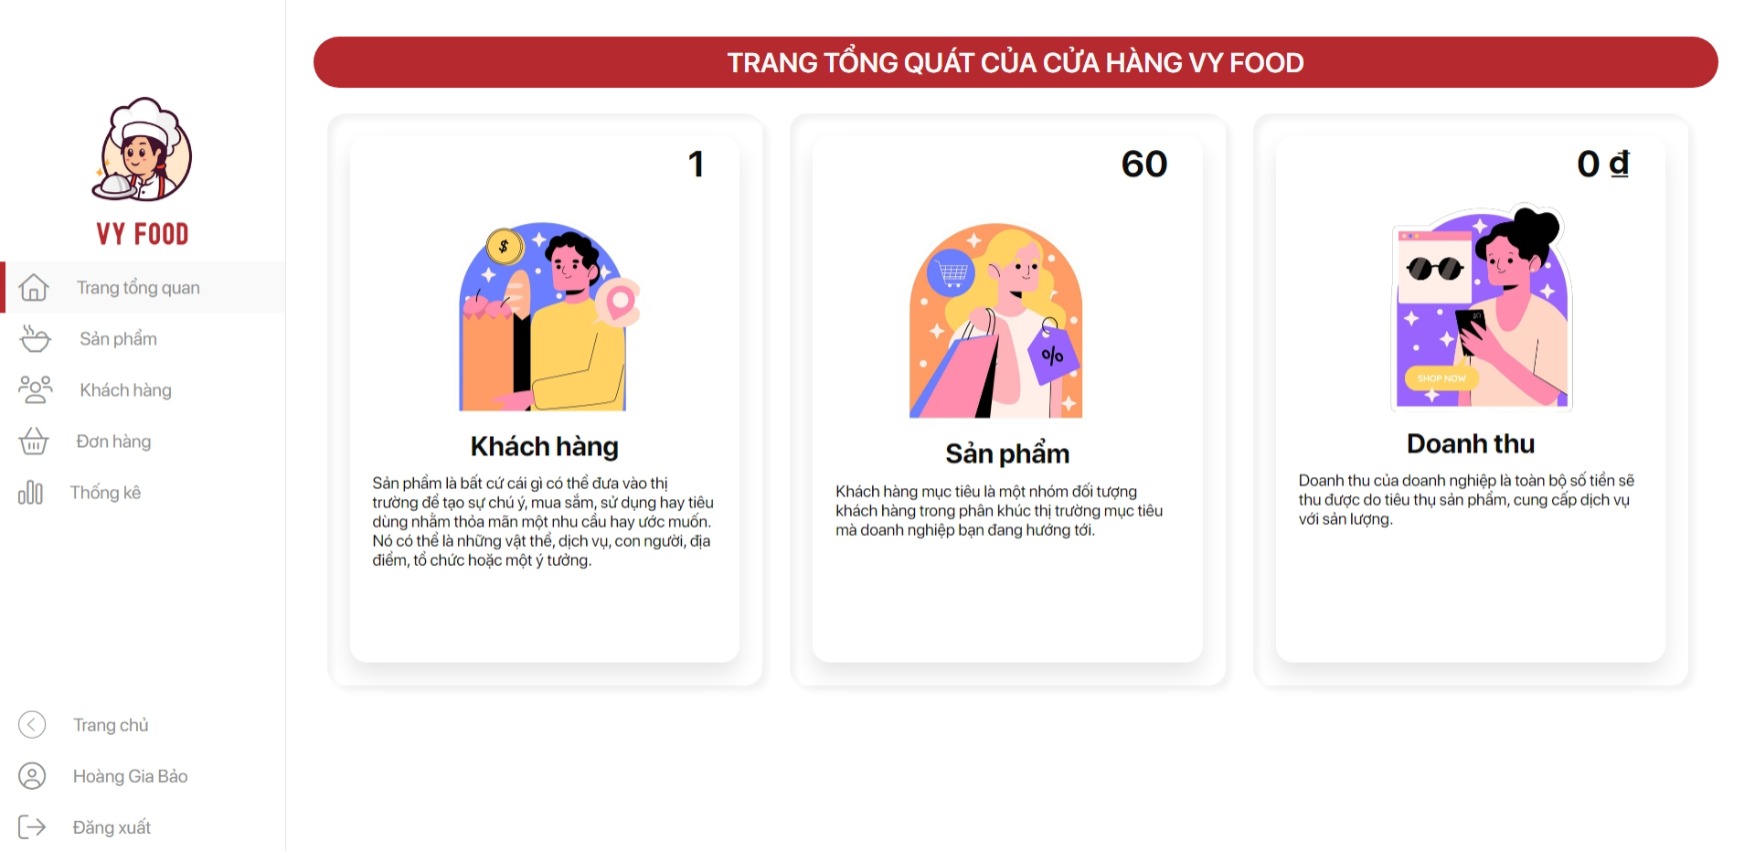 VY FOOD
Trang tổng quan
Sản phẩm
Khách hàng
Đơn hàng
Thống kê
Trang chủ
Hoàng Gia Bảo
Đăng xuất
TRANG TỔNG QUÁT CỦA CỬA HÀNG VY FOOD
1
$
Khách hàng
Sản phẩm là bất cứ cái gì có thể đưa vào thị
trường để tạo sự chú ý, mua sắm, sử dụng hay tiêu
dùng nhằm thỏa mãn một nhu cầu hay ước muốn.
Nó có thể là những vật thể, dịch vụ, con người, địa
điểm, tổ chức hoặc một ý tưởng.
60
%
Sản phẩm
Khách hàng mục tiêu là một nhóm đối tượng
khách hàng trong phân khúc thị trường mục tiêu
mà doanh nghiệp bạn đang hướng tới.
0 ₫
SHOP NOW
Doanh thu
Doanh thu của doanh nghiệp là toàn bộ số tiền sẽ
thu được do tiêu thụ sản phẩm, cung cấp dịch vụ
với sản lượng.